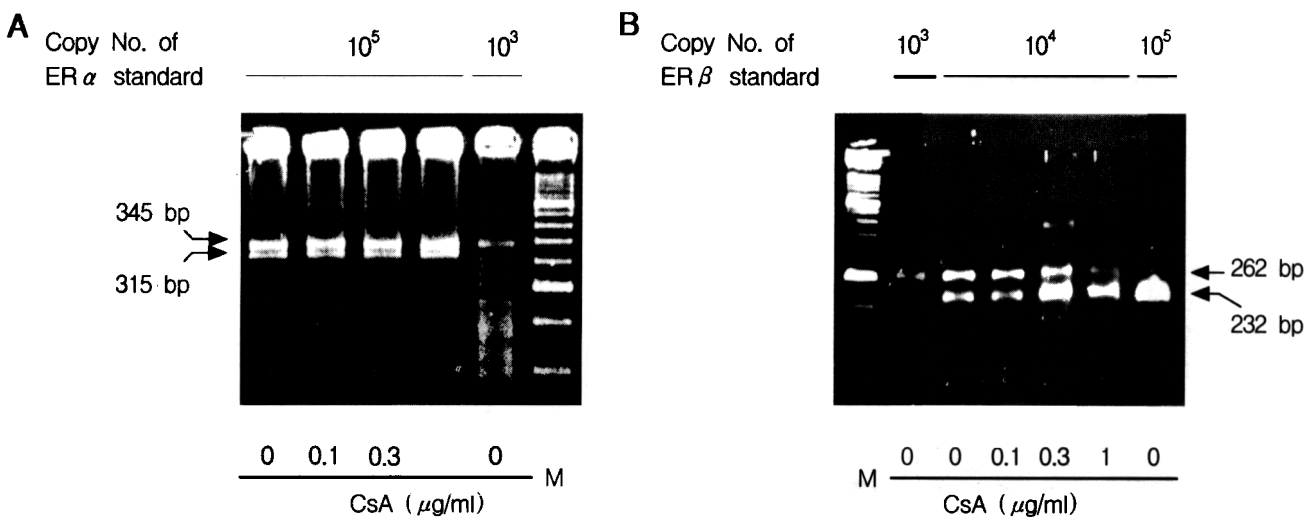 A
Copy No. of 10⁵ 10³
ERα standard
345 bp
315 bp
0 0.1 0.3 0 M
CsA (μg/ml)
B
Copy No. of 10³ 10⁴ 10⁵
ERβ standard
262 bp
232 bp
M 0 0 0.1 0.3 1 0
CsA (μg/ml)